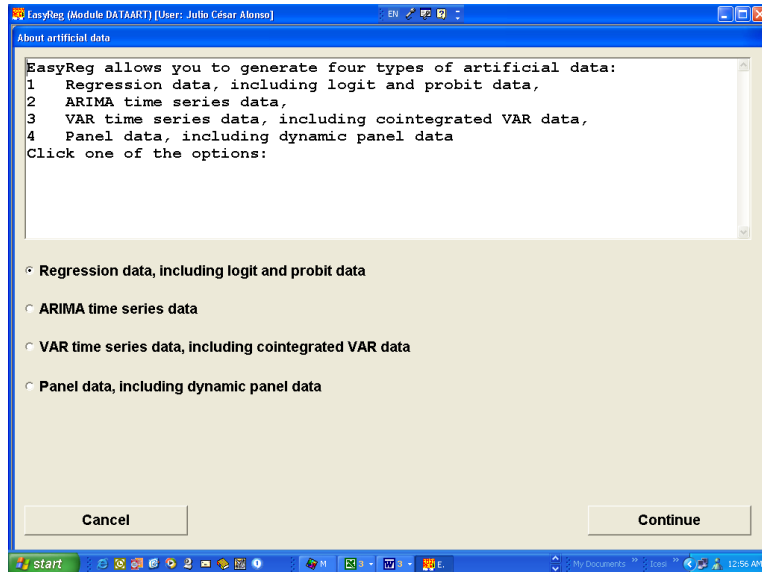 EasyReg (Module DATAART) [User: Julio César Alonso]
EN
About artificial data
EasyReg allows you to generate four types of artificial data:
1 Regression data, including logit and probit data,
2 ARIMA time series data,
3 VAR time series data, including cointegrated VAR data,
4 Panel data, including dynamic panel data
Click one of the options:
Regression data, including logit and probit data
ARIMA time series data
VAR time series data, including cointegrated VAR data
Panel data, including dynamic panel data
Cancel Continue
start M 3 3 E. My Documents » Icesi » 12:56 AM